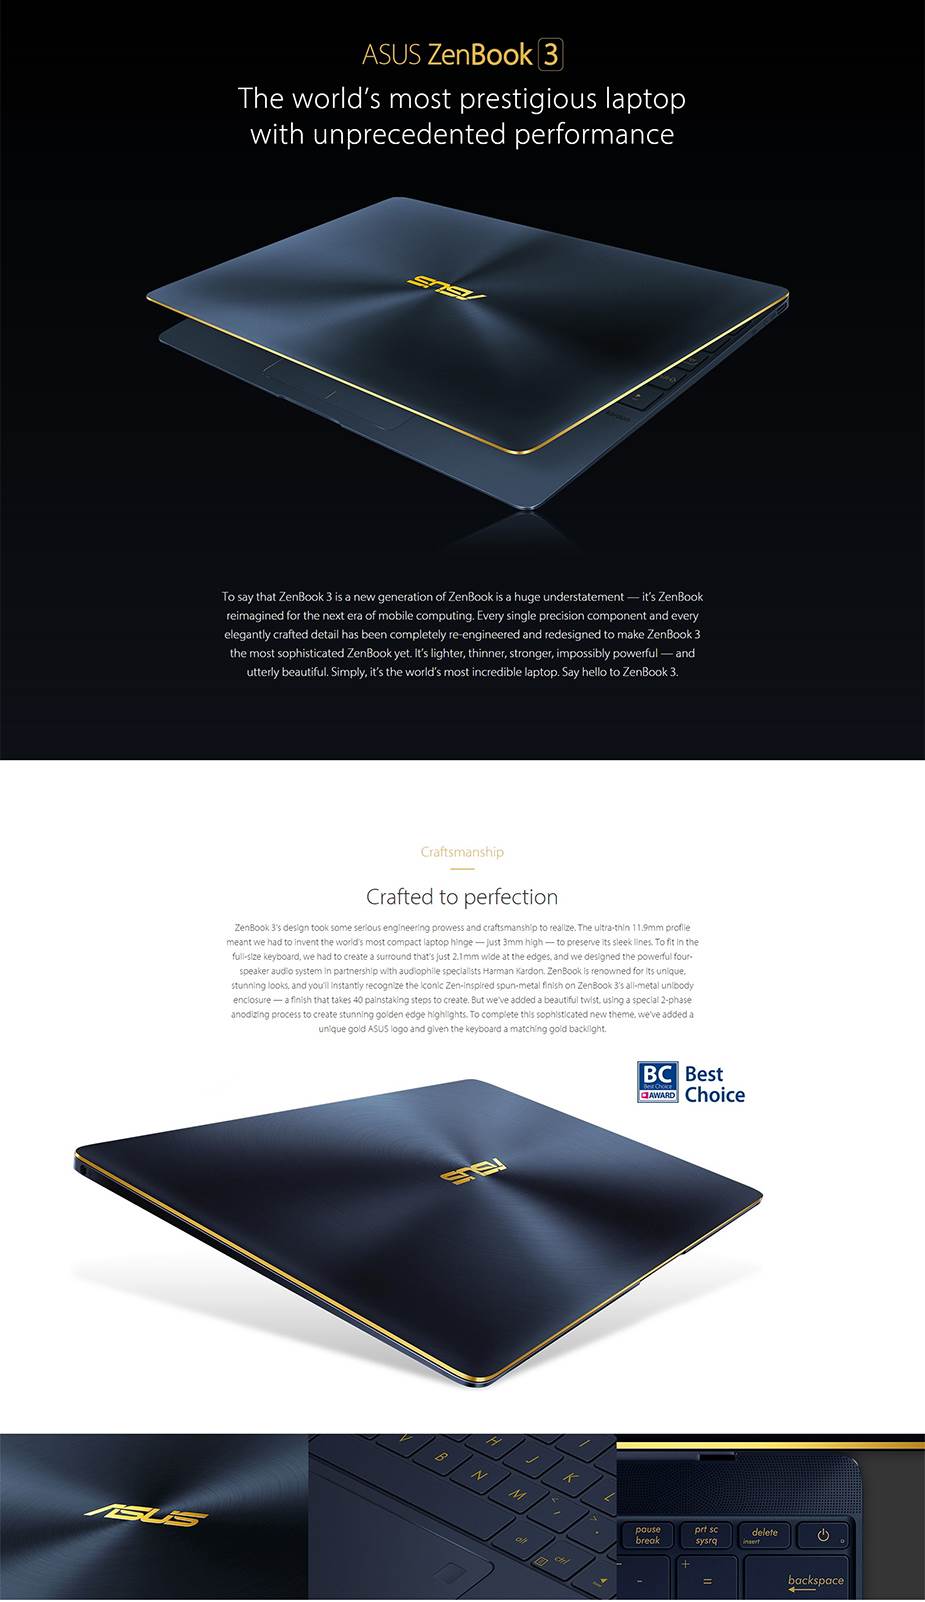 ASUS ZenBook 3
The world's most prestigious laptop
with unprecedented performance
ASUS
To say that ZenBook 3 is a new generation of ZenBook is a huge understatement — it's ZenBook
reimagined for the next era of mobile computing. Every single precision component and every
elegantly crafted detail has been completely re-engineered and redesigned to make ZenBook 3
the most sophisticated ZenBook yet. It's lighter, thinner, stronger, impossibly powerful — and
utterly beautiful. Simply, it's the world's most incredible laptop. Say hello to ZenBook 3.
Craftsmanship
Crafted to perfection
ZenBook 3's design took some serious engineering prowess and craftsmanship to realize. The ultra-thin 11.9mm profile
meant we had to invent the world's most compact laptop hinge — just 3mm high — to preserve its sleek lines. To fit in the
full-size keyboard, we had to create a surround that's just 2.1mm wide at the edges, and we designed the powerful four-
speaker audio system in partnership with audiophile specialists Harman Kardon. ZenBook is renowned for its unique,
stunning looks, and you'll instantly recognize the iconic Zen-inspired spun-metal finish on ZenBook 3's all-metal unibody
enclosure — a finish that takes 40 painstaking steps to create. But we've added a beautiful twist, using a special 2-phase
anodizing process to create stunning golden edge highlights. To complete this sophisticated new theme, we've added a
unique gold ASUS logo and given the keyboard a matching gold backlight.
BC
Best Choice
AWARD
Best
Choice
ASUS
ASUS
V H I
B J
N K
M < , L
> .
alt ctrl
pause break
prt sc sysrq
delete insert
- + = backspace